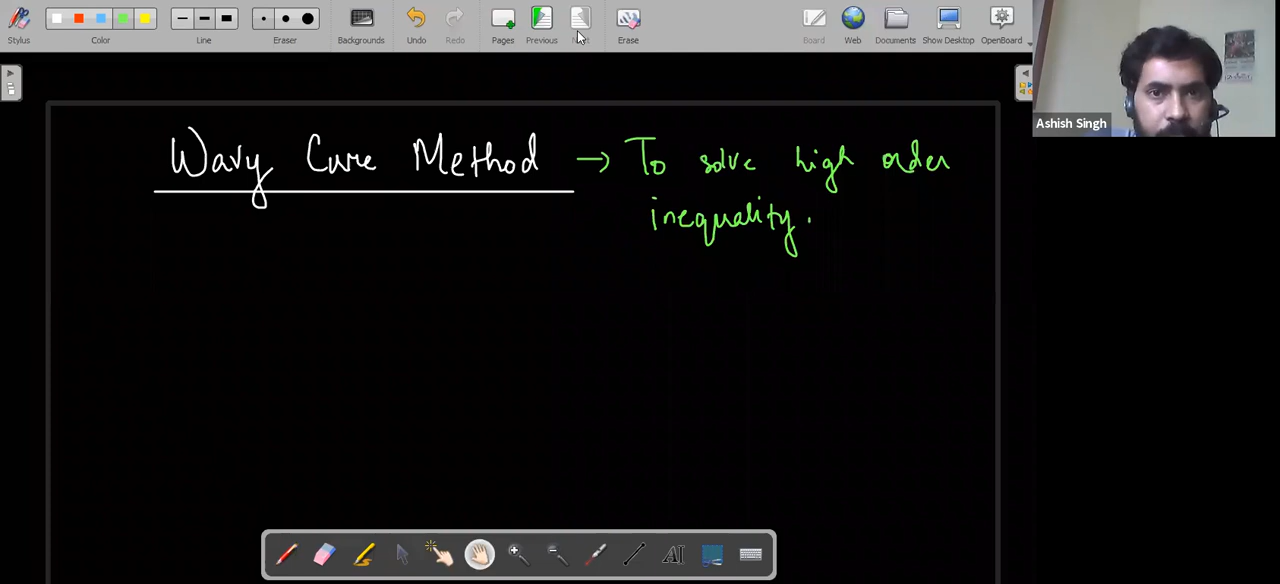 Stylus Color Line Eraser Backgrounds Undo Redo Pages Previous Erase Board Web Documents Show Desktop OpenBoard
Ashish Singh
Wavy Curve Method → To solve high order
inequality.
AI